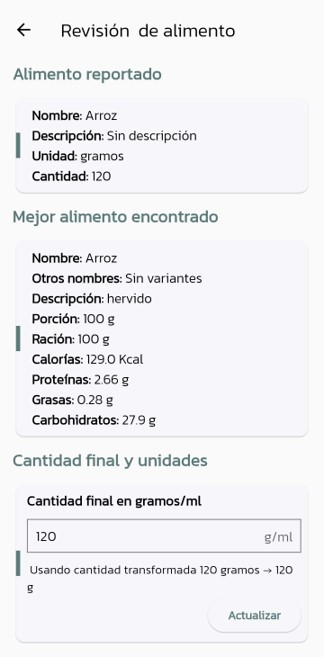 Revisión de alimento
Alimento reportado
Nombre: Arroz
Descripción: Sin descripción
Unidad: gramos
Cantidad: 120
Mejor alimento encontrado
Nombre: Arroz
Otros nombres: Sin variantes
Descripción: hervido
Porción: 100 g
Ración: 100 g
Calorías: 129.0 Kcal
Proteínas: 2.66 g
Grasas: 0.28 g
Carbohidratos: 27.9 g
Cantidad final y unidades
Cantidad final en gramos/ml
120 g/ml
Usando cantidad transformada 120 gramos → 120
g
Actualizar